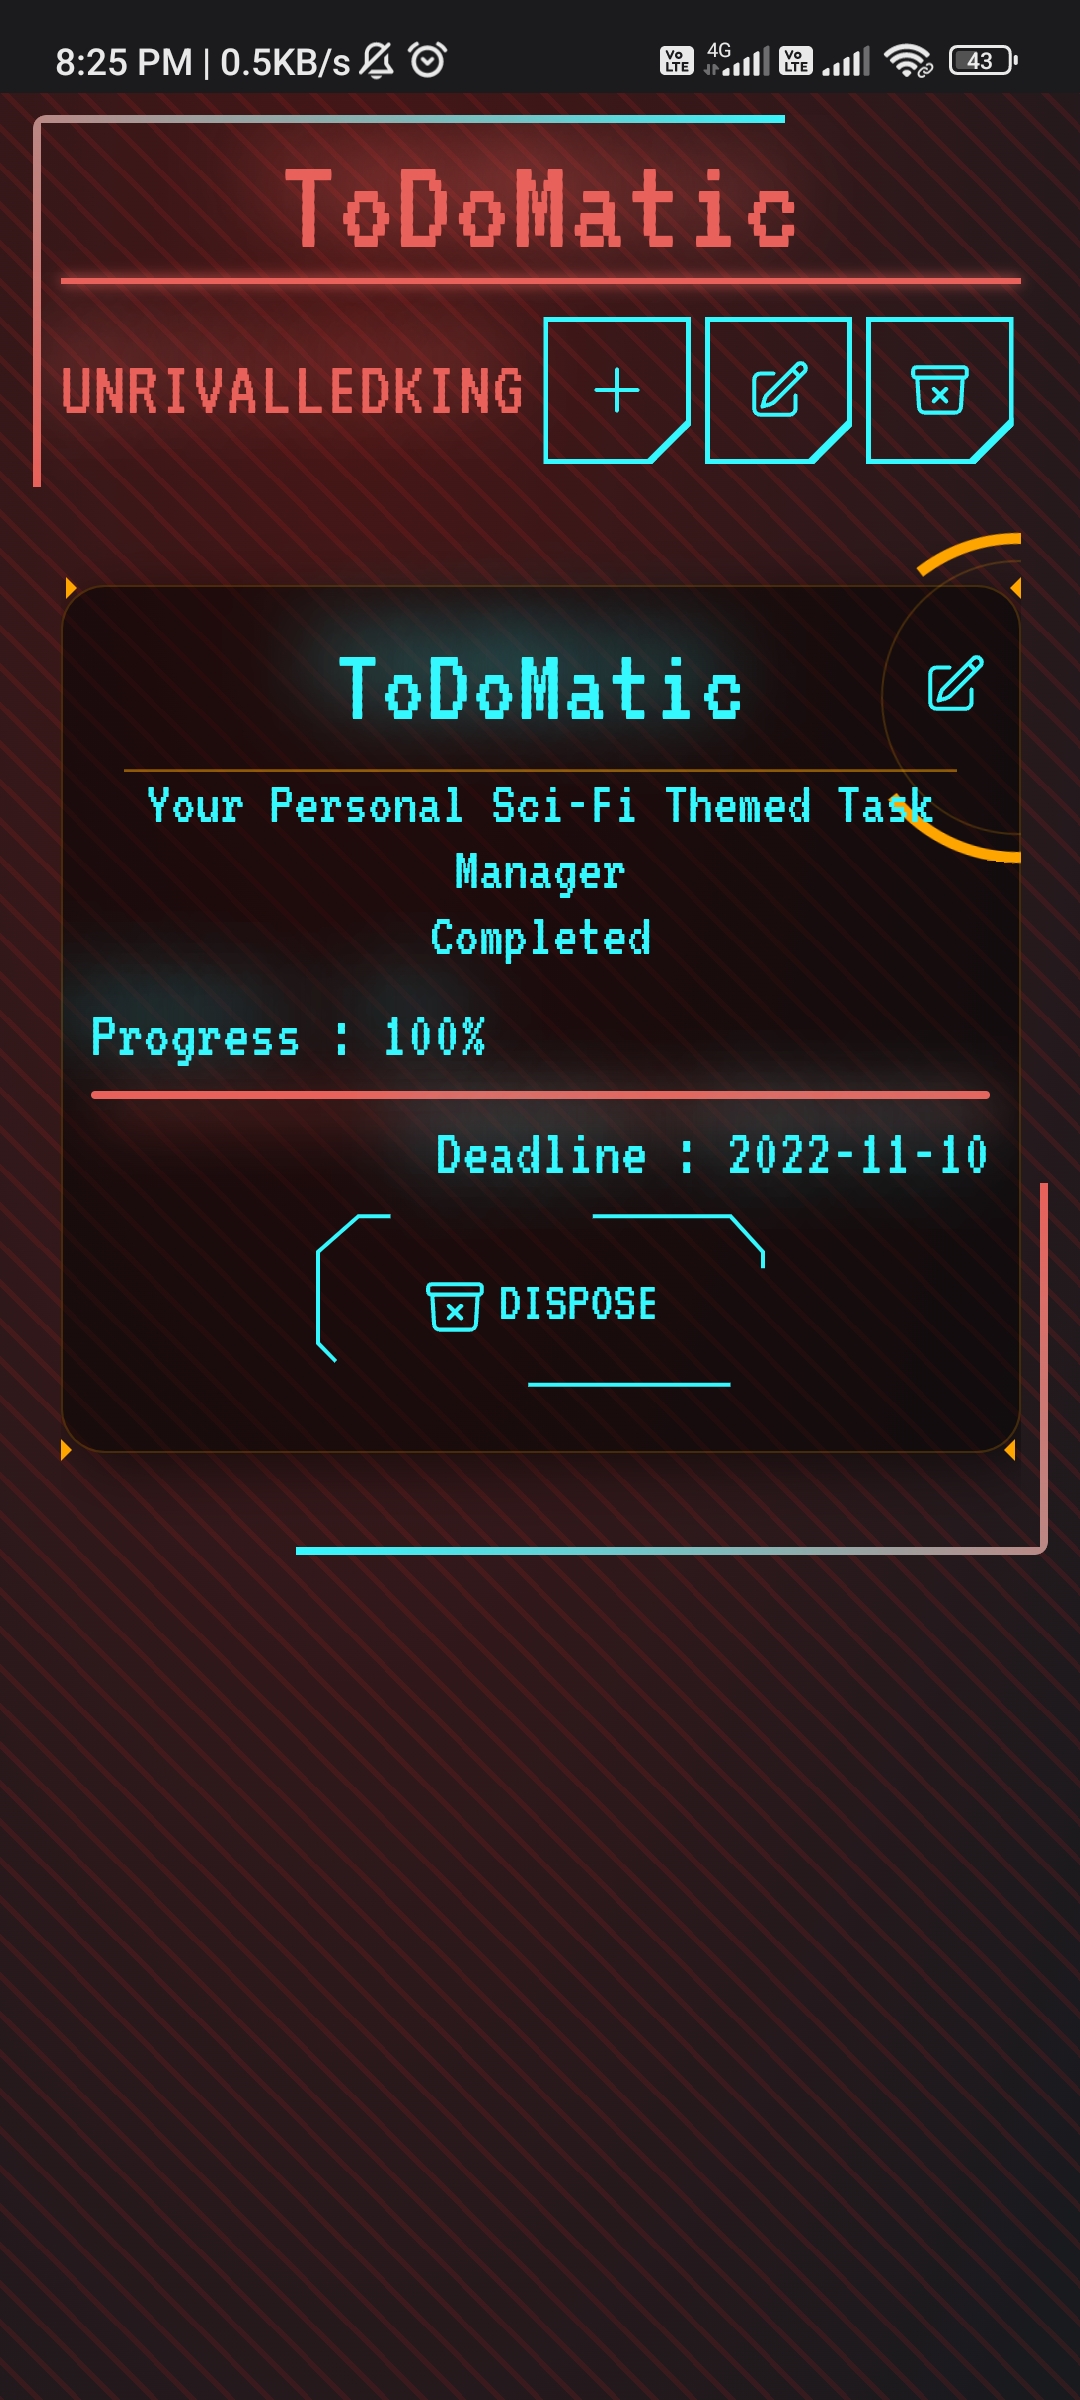 8:25 PM | 0.5KB/s Vo LTE 4G Vo LTE 43
ToDoMatic
UNRIVALLEDKING
ToDoMatic
Your Personal Sci-Fi Themed Task
Manager
Completed
Progress : 100%
Deadline : 2022-11-10
DISPOSE